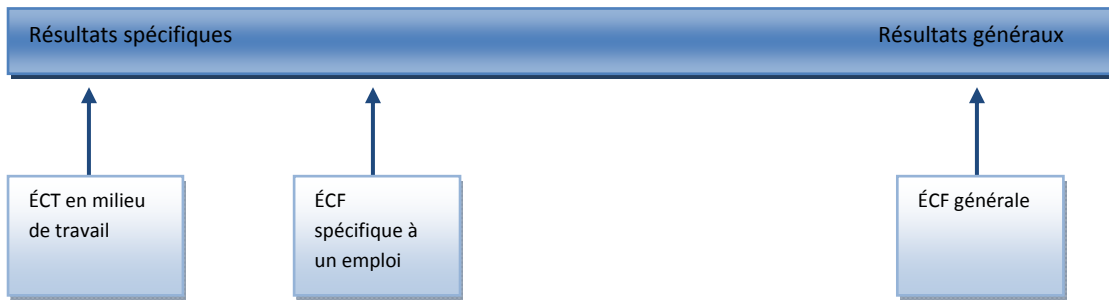 Résultats spécifiques
Résultats généraux
ÉCT en milieu
de travail
ÉCF
spécifique à
un emploi
ÉCF générale